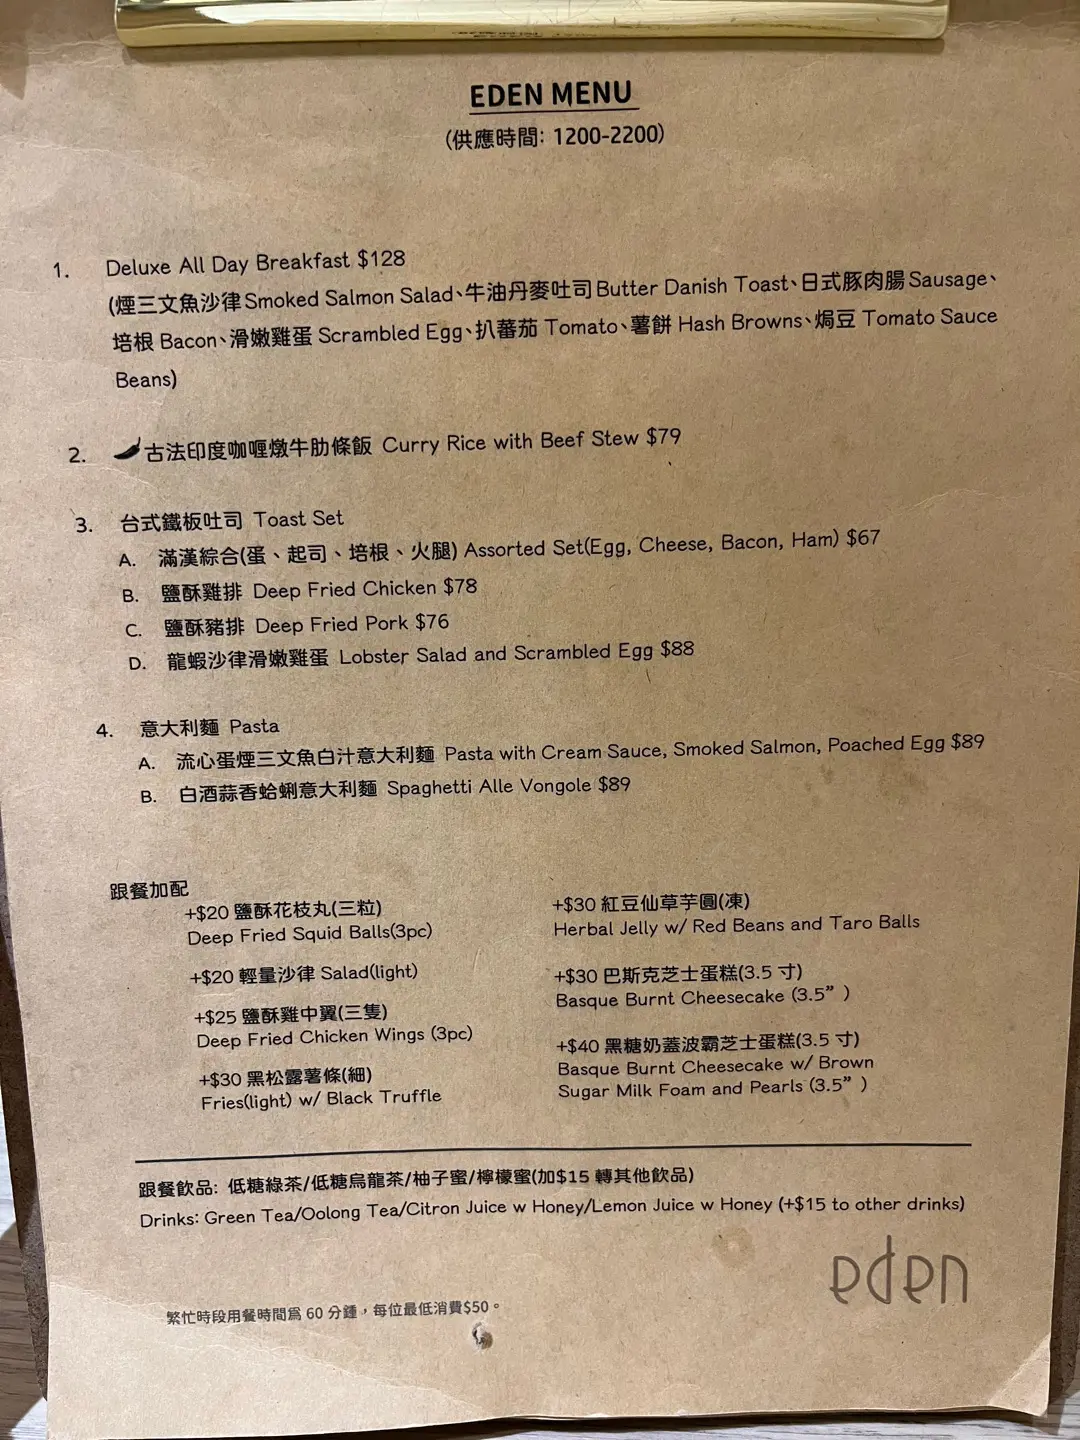 EDEN MENU
(供應時間: 1200-2200)
1. Deluxe All Day Breakfast $128
(煙三文魚沙律Smoked Salmon Salad、牛油丹麥吐司Butter Danish Toast、日式豚肉腸Sausage、
培根 Bacon、滑嫩雞蛋 Scrambled Egg、扒蕃茄 Tomato、薯餅 Hash Browns、焗豆 Tomato Sauce
Beans)
2. 古法印度咖喱燉牛肋條飯 Curry Rice with Beef Stew $79
3. 台式鐵板吐司 Toast Set
A. 滿漢綜合(蛋、起司、培根、火腿) Assorted Set(Egg, Cheese, Bacon, Ham) $67
B. 鹽酥雞排 Deep Fried Chicken $78
C. 鹽酥豬排 Deep Fried Pork $76
D. 龍蝦沙律滑嫩雞蛋 Lobster Salad and Scrambled Egg $88
4. 意大利麵 Pasta
A. 流心蛋煙三文魚白汁意大利麵 Pasta with Cream Sauce, Smoked Salmon, Poached Egg $89
B. 白酒蒜香蛤蜊意大利麵 Spaghetti Alle Vongole $89
跟餐加配
+$20 鹽酥花枝丸(三粒)
Deep Fried Squid Balls(3pc)
+$20 輕量沙律 Salad(light)
+$25 鹽酥雞中翼(三隻)
Deep Fried Chicken Wings (3pc)
+$30 黑松露薯條(細)
Fries(light) w/ Black Truffle
+$30 紅豆仙草芋圓(凍)
Herbal Jelly w/ Red Beans and Taro Balls
+$30 巴斯克芝士蛋糕(3.5 寸)
Basque Burnt Cheesecake (3.5” )
+$40 黑糖奶蓋波霸芝士蛋糕(3.5 寸)
Basque Burnt Cheesecake w/ Brown
Sugar Milk Foam and Pearls (3.5” )
跟餐飲品: 低糖綠茶/低糖烏龍茶/柚子蜜/檸檬蜜(加$15 轉其他飲品)
Drinks: Green Tea/Oolong Tea/Citron Juice w Honey/Lemon Juice w Honey (+$15 to other drinks)
eden
繁忙時段用餐時間為 60 分鍾，每位最低消費$50。